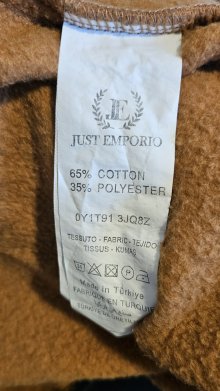 JE
JUST EMPORIO
65% COTTON
35% POLYESTER
0Y1T91 3JQ8Z
TESSUTO - FABRIC - TEJIDO
TISSUS - KUMAŞ
Made in Türkiye
FABRIQUÉ EN TURQUIE